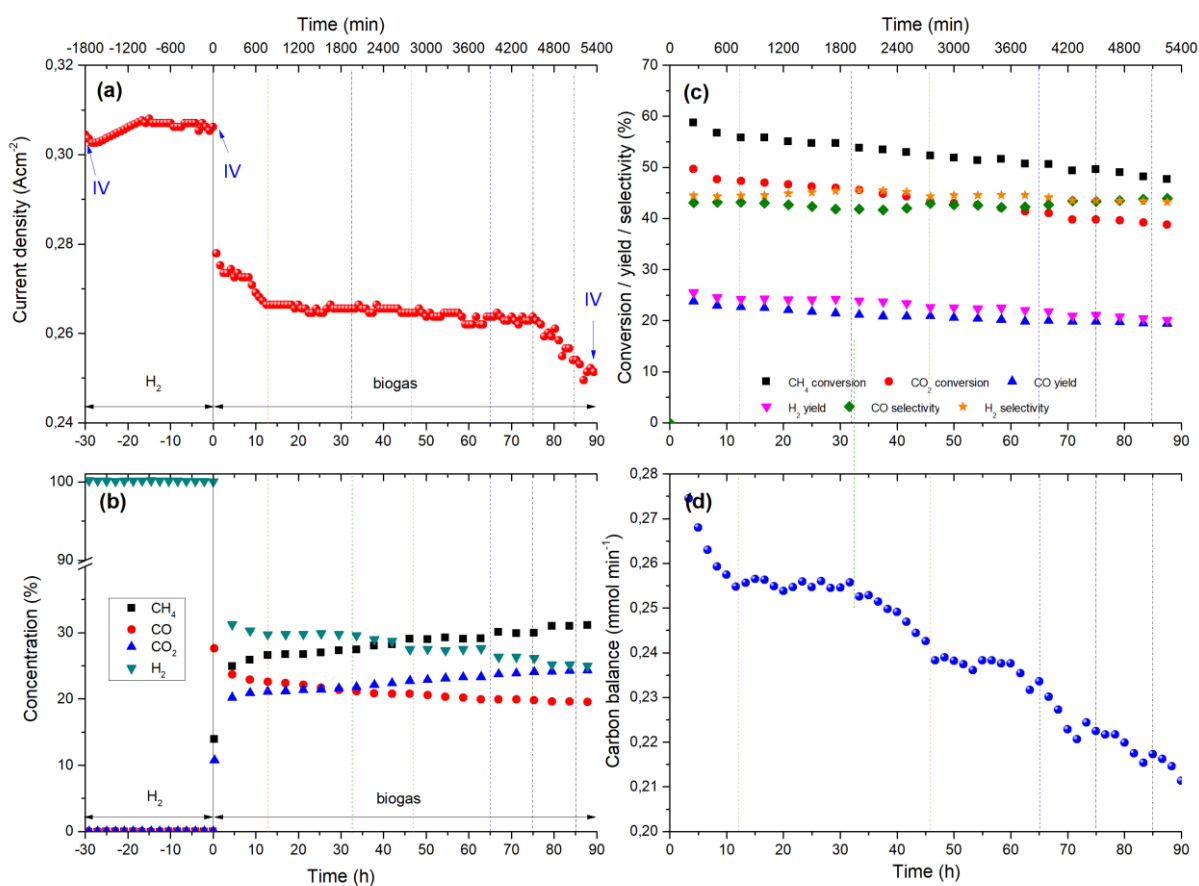 Time (min)
-1800 -1200 -600 0 600 1200 1800 2400 3000 3600 4200 4800 5400
0,32
0,30
0,28
0,26
0,24
Current density (Acm⁻²)
(a)
IV
IV
IV
H₂
biogas
-30 -20 -10 0 10 20 30 40 50 60 70 80 90
Time (min)
0 600 1200 1800 2400 3000 3600 4200 4800 5400
70
60
50
40
30
20
10
0
Conversion / yield / selectivity (%)
(c)
CH₄ conversion CO₂ conversion CO yield
H₂ yield CO selectivity H₂ selectivity
0 10 20 30 40 50 60 70 80 90
100
90
30
20
10
0
Concentration (%)
(b)
CH₄
CO
CO₂
H₂
H₂
biogas
-30 -20 -10 0 10 20 30 40 50 60 70 80 90
Time (h)
0,28
0,27
0,26
0,25
0,24
0,23
0,22
0,21
0,20
Carbon balance (mmol min⁻¹)
(d)
0 10 20 30 40 50 60 70 80 90
Time (h)